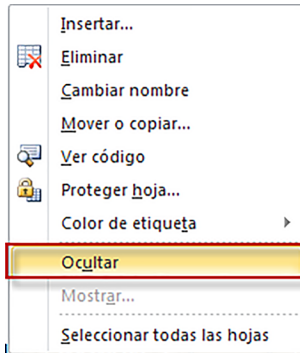 Insertar...
Eliminar
Cambiar nombre
Mover o copiar...
Ver código
Proteger hoja...
Color de etiqueta
Ocultar
Mostrar...
Seleccionar todas las hojas